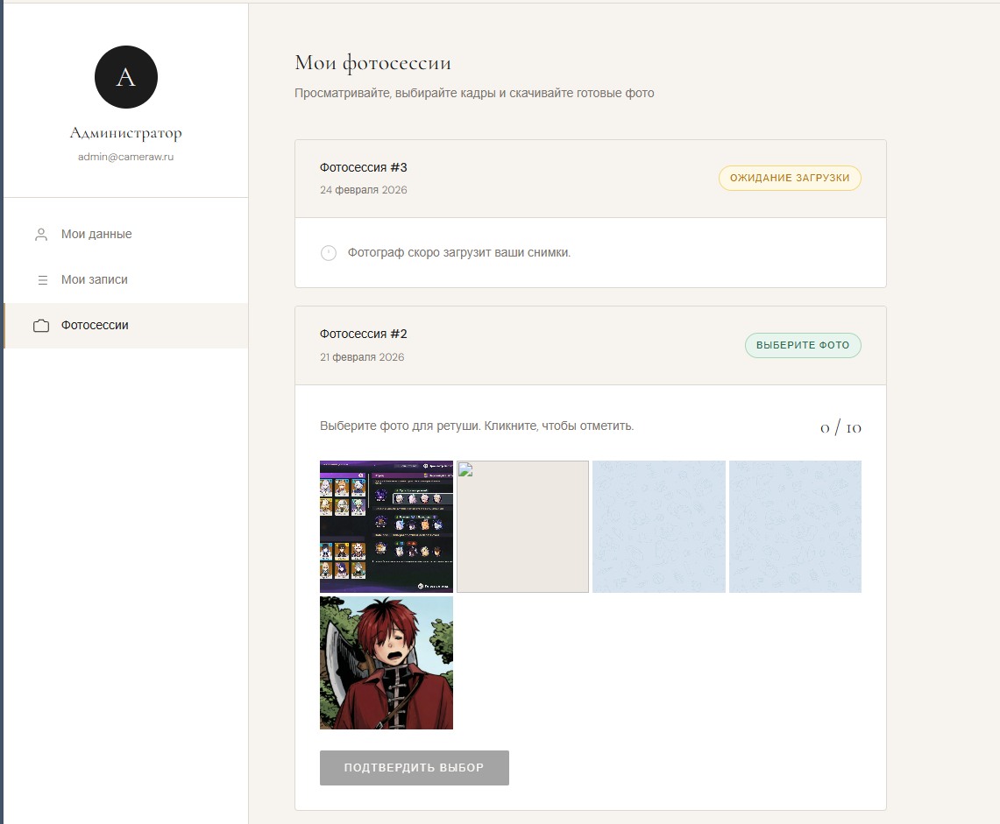 А
Администратор
admin@cameraw.ru
Мои данные
Мои записи
Фотосессии
Мои фотосессии
Просматривайте, выбирайте кадры и скачивайте готовые фото
Фотосессия #3
24 февраля 2026
ОЖИДАНИЕ ЗАГРУЗКИ
Фотограф скоро загрузит ваши снимки.
Фотосессия #2
21 февраля 2026
ВЫБЕРИТЕ ФОТО
Выберите фото для ретуши. Кликните, чтобы отметить.
0 / 10
ПОДТВЕРДИТЬ ВЫБОР